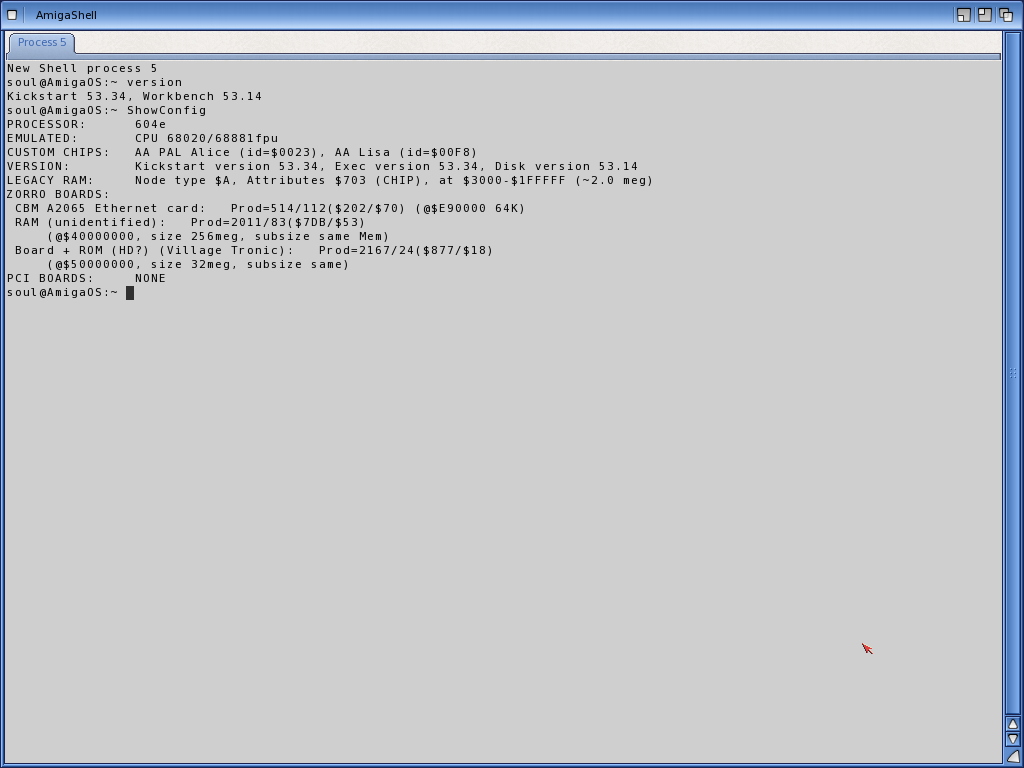 AmigaShell
Process 5
New Shell process 5
soul@AmigaOS:~ version
Kickstart 53.34, Workbench 53.14
soul@AmigaOS:~ ShowConfig
PROCESSOR:      604e
EMULATED:       CPU 68020/68881fpu
CUSTOM CHIPS:   AA PAL Alice (id=$0023), AA Lisa (id=$00F8)
VERSION:        Kickstart version 53.34, Exec version 53.34, Disk version 53.14
LEGACY RAM:     Node type $A, Attributes $703 (CHIP), at $3000-$1FFFFF (~2.0 meg)
ZORRO BOARDS:
 CBM A2065 Ethernet card:   Prod=514/112($202/$70) (@$E90000 64K)
 RAM (unidentified):   Prod=2011/83($7DB/$53)
     (@$40000000, size 256meg, subsize same Mem)
 Board + ROM (HD?) (Village Tronic):   Prod=2167/24($877/$18)
     (@$50000000, size 32meg, subsize same)
PCI BOARDS:     NONE
soul@AmigaOS:~